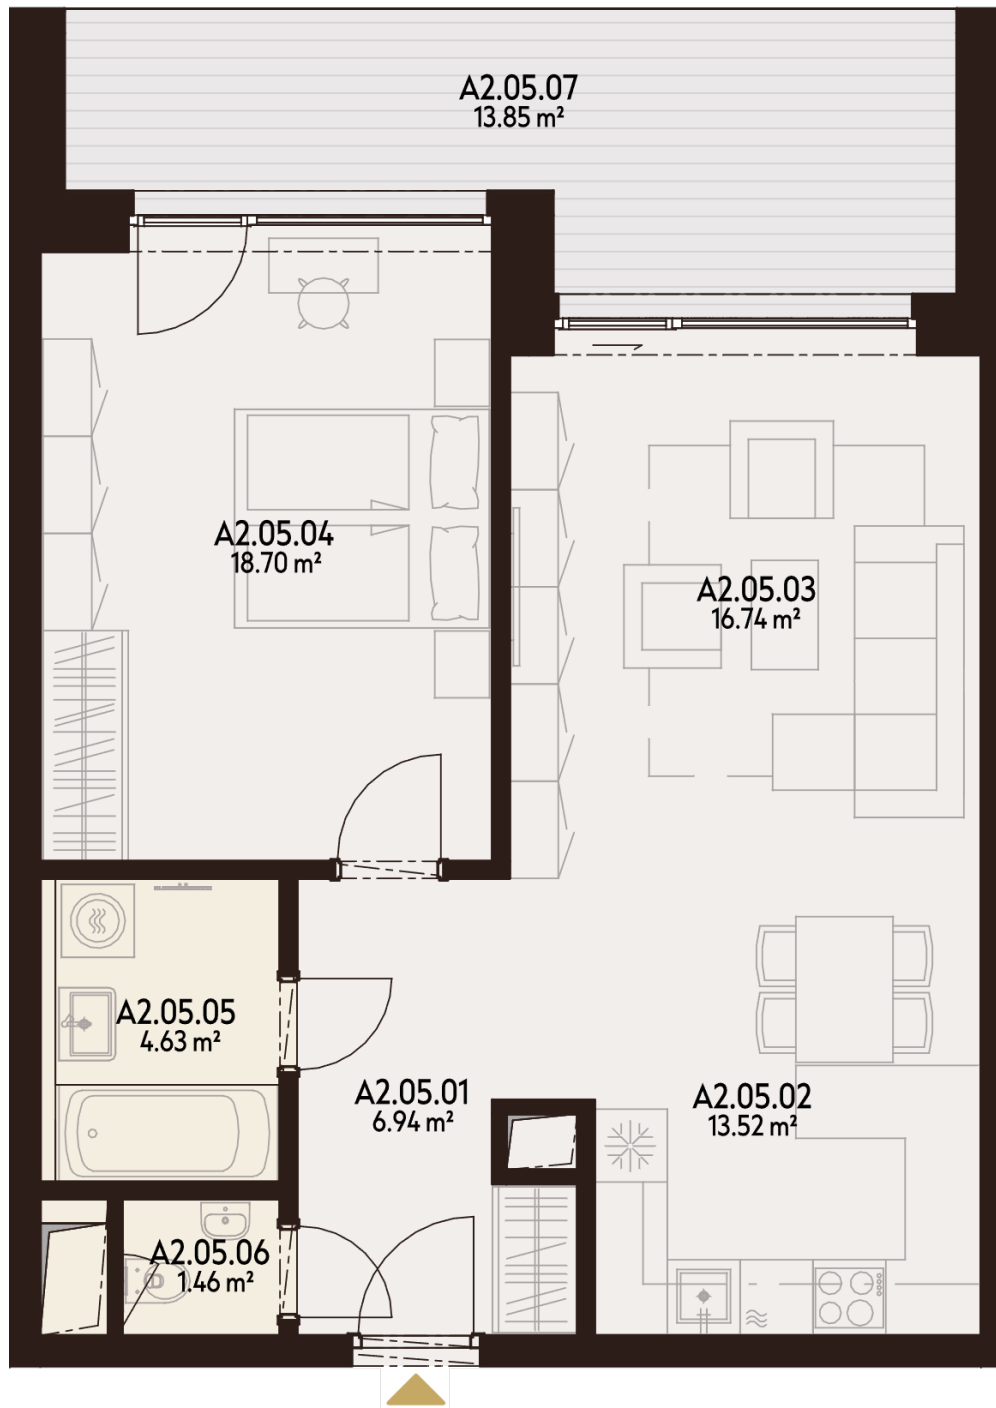 A2.05.07
13.85 m²
A2.05.04
18.70 m²
A2.05.03
16.74 m²
A2.05.05
4.63 m²
A2.05.01
6.94 m²
A2.05.02
13.52 m²
A2.05.06
1.46 m²